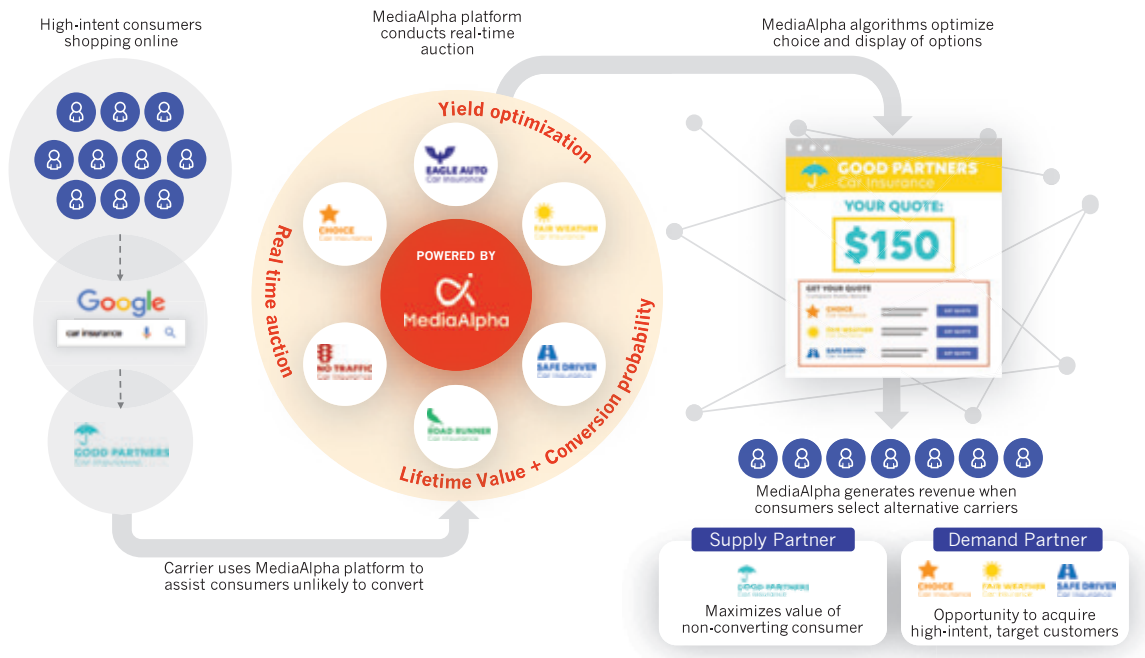 High-intent consumers
shopping online
Google
car insurance
GOOD PARTNERS
Car Insurance
Carrier uses MediaAlpha platform to
assist consumers unlikely to convert
MediaAlpha platform
conducts real-time
auction
Yield optimization
Real time auction
Lifetime Value + Conversion probability
EAGLE AUTO
Car Insurance
CHOICE
Car Insurance
FAIR WEATHER
Car Insurance
POWERED BY
MediaAlpha
NO TRAFFIC
Car Insurance
SAFE DRIVER
Car Insurance
ROAD RUNNER
Car Insurance
MediaAlpha algorithms optimize
choice and display of options
GOOD PARTNERS
Car Insurance
YOUR QUOTE:
$150
GET YOUR QUOTE
CHOICE
Car Insurance
GET QUOTE
FAIR WEATHER
Car Insurance
GET QUOTE
SAFE DRIVER
Car Insurance
GET QUOTE
MediaAlpha generates revenue when
consumers select alternative carriers
Supply Partner
GOOD PARTNERS
Car Insurance
Maximizes value of
non-converting consumer
Demand Partner
CHOICE
Car Insurance
FAIR WEATHER
Car Insurance
SAFE DRIVER
Car Insurance
Opportunity to acquire
high-intent, target customers